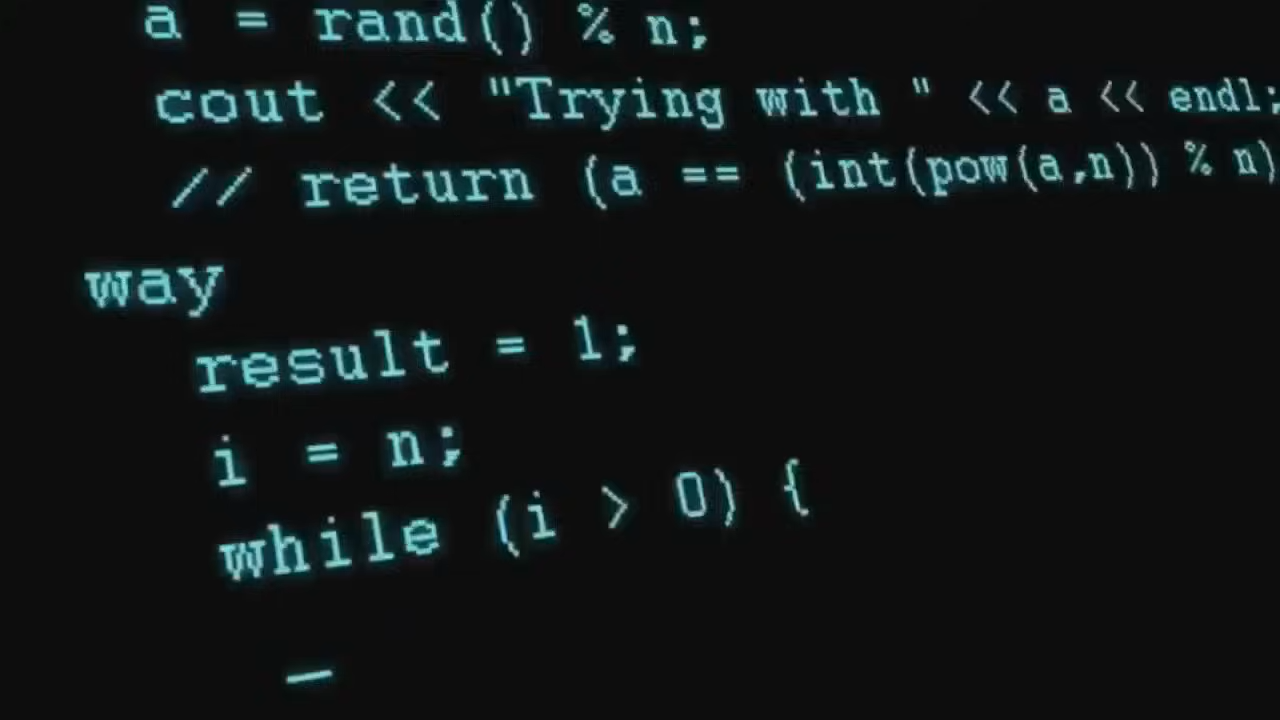 a = rand() % n;
cout << "Trying with " << a << endl;
// return (a == (int(pow(a,n)) % n)
way
result = 1;
i = n;
while (i > 0) {
_